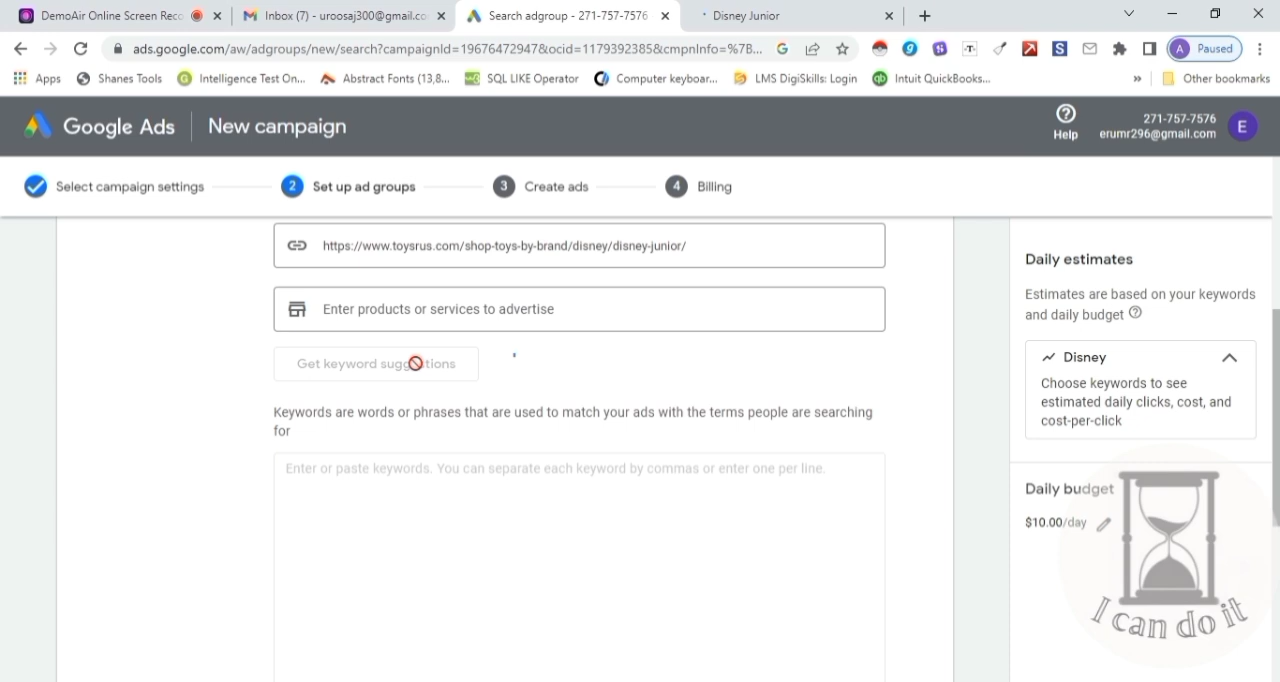 DemoAir Online Screen Reco
Inbox (7) - uroosaj300@gmail.co
Search adgroup - 271-757-7576
Disney Junior
ads.google.com/aw/adgroups/new/search?campaignId=19676472947&ocid=1179392385&cmpnInfo=%7B...
A Paused
Apps
Shanes Tools
Intelligence Test On...
Abstract Fonts (13,8...
SQL LIKE Operator
Computer keyboar...
LMS DigiSkills: Login
Intuit QuickBooks...
» Other bookmarks
Google Ads
New campaign
Help
271-757-7576
erumr296@gmail.com
E
Select campaign settings
2 Set up ad groups
3 Create ads
4 Billing
https://www.toysrus.com/shop-toys-by-brand/disney/disney-junior/
Enter products or services to advertise
Get keyword suggestions
Keywords are words or phrases that are used to match your ads with the terms people are searching
for
Enter or paste keywords. You can separate each keyword by commas or enter one per line.
Daily estimates
Estimates are based on your keywords
and daily budget
Disney
Choose keywords to see
estimated daily clicks, cost, and
cost-per-click
Daily budget
$10.00/day
I can do it